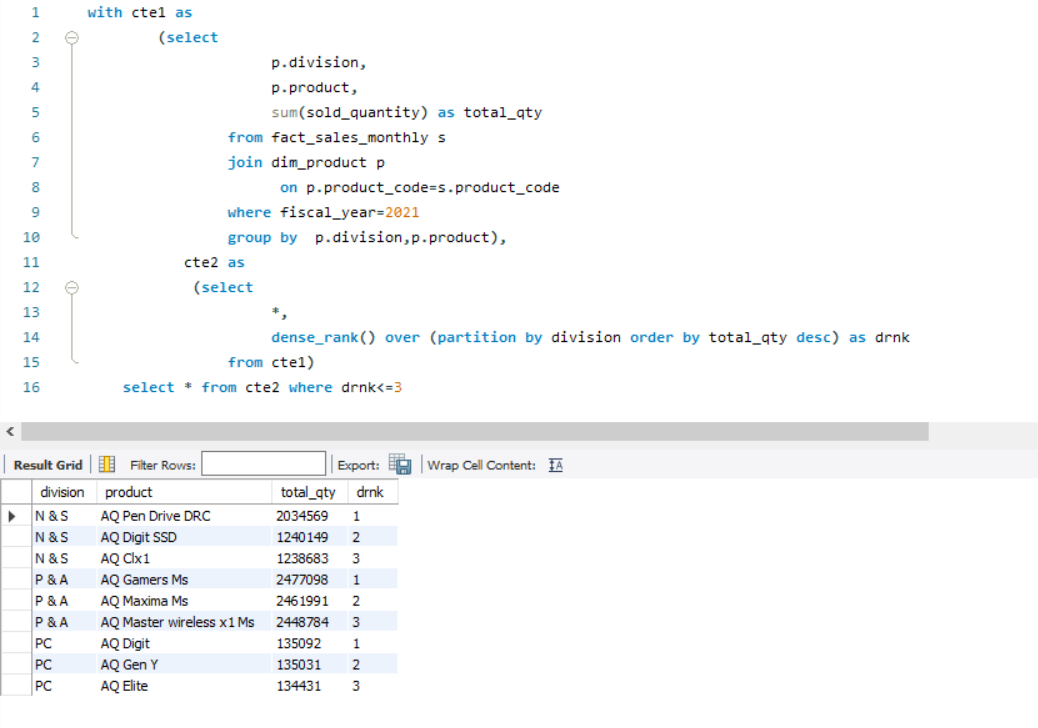 1 with cte1 as
2 (select
3 p.division,
4 p.product,
5 sum(sold_quantity) as total_qty
6 from fact_sales_monthly s
7 join dim_product p
8 on p.product_code=s.product_code
9 where fiscal_year=2021
10 group by p.division,p.product),
11 cte2 as
12 (select
13 *,
14 dense_rank() over (partition by division order by total_qty desc) as drnk
15 from cte1)
16 select * from cte2 where drnk<=3
Result Grid Filter Rows: Export: Wrap Cell Content: IA
division product total_qty drnk
N & S AQ Pen Drive DRC 2034569 1
N & S AQ Digit SSD 1240149 2
N & S AQ Clx1 1238683 3
P & A AQ Gamers Ms 2477098 1
P & A AQ Maxima Ms 2461991 2
P & A AQ Master wireless x1 Ms 2448784 3
PC AQ Digit 135092 1
PC AQ Gen Y 135031 2
PC AQ Elite 134431 3